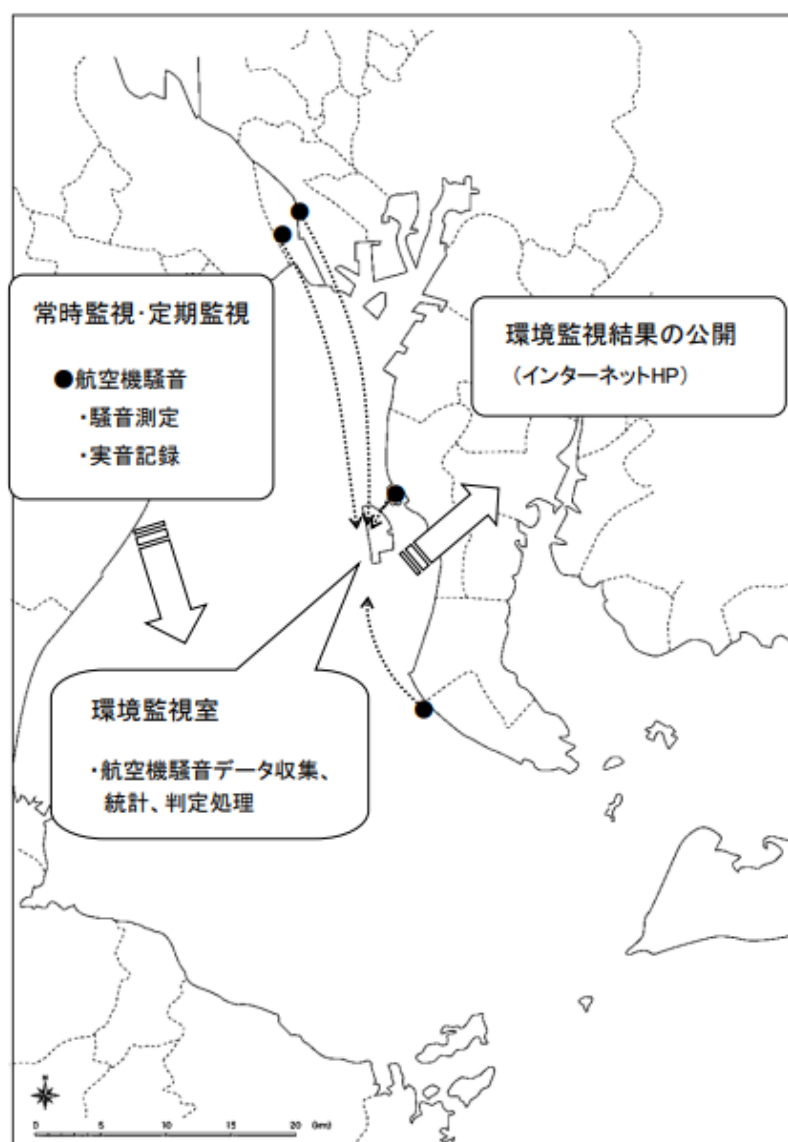 常時監視・定期監視
●航空機騒音
・騒音測定
・実音記録
環境監視結果の公開
（インターネットHP）
環境監視室
・航空機騒音データ収集、
統計、判定処理
N
0 5 10 15 20 (km)